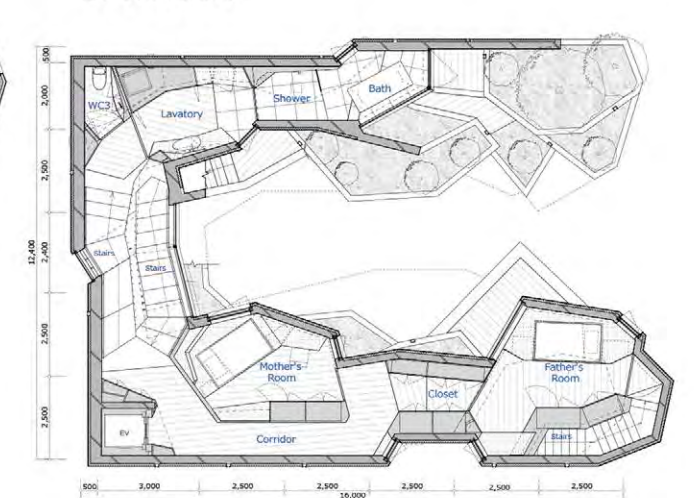 WC3
Lavatory
Shower
Bath
Stairs
Stairs
Mother's
Room
Father's
Room
Closet
Stairs
EV
Corridor
500
2,000
2,500
2,400
2,500
2,500
12,400
500
3,000
2,500
2,500
2,500
2,500
2,500
16,000